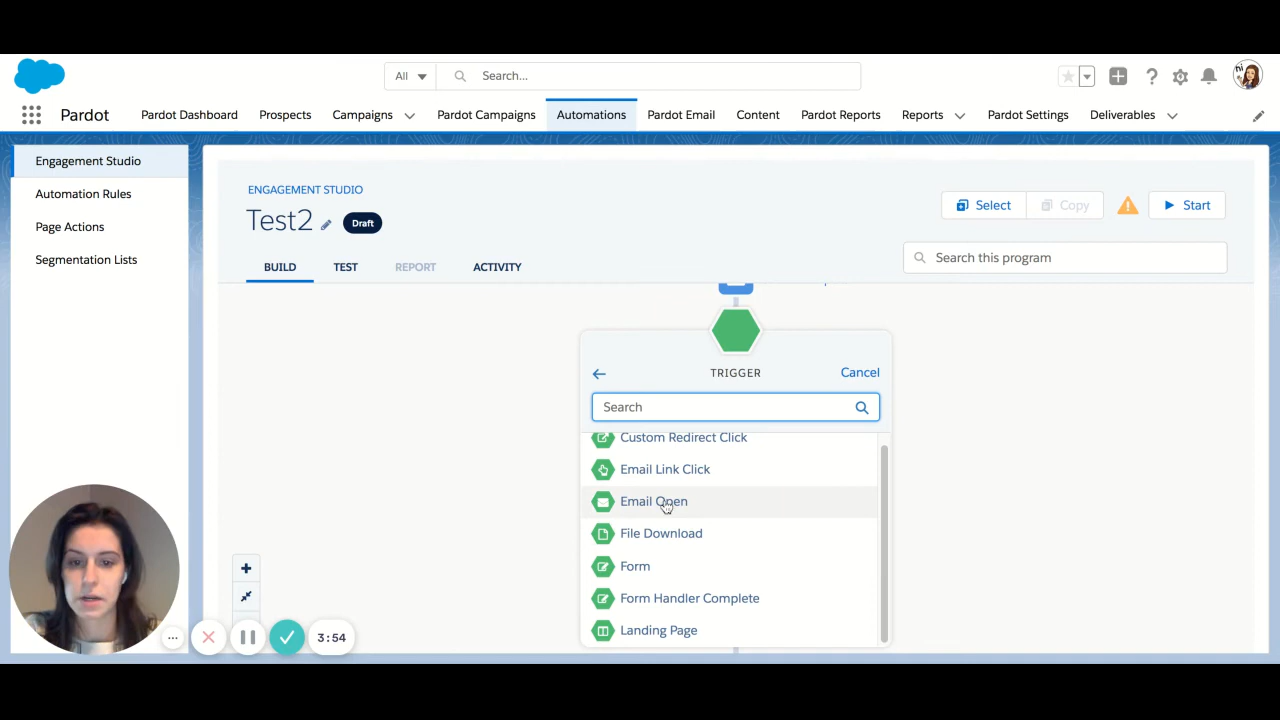 All
Search...
Pardot
Pardot Dashboard
Prospects
Campaigns
Pardot Campaigns
Automations
Pardot Email
Content
Pardot Reports
Reports
Pardot Settings
Deliverables
Engagement Studio
Automation Rules
Page Actions
Segmentation Lists
ENGAGEMENT STUDIO
Test2
Draft
Select
Copy
Start
BUILD
TEST
REPORT
ACTIVITY
Search this program
TRIGGER
Cancel
Search
Custom Redirect Click
Email Link Click
Email Open
File Download
Form
Form Handler Complete
Landing Page
3:54